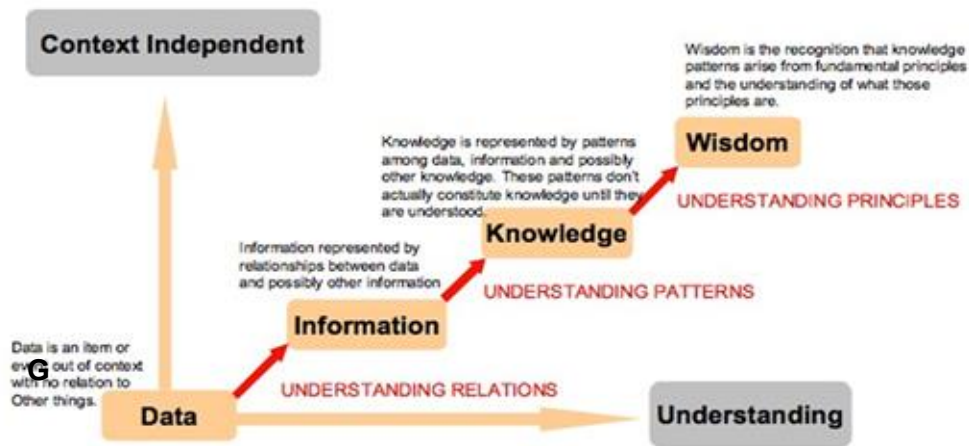 Context Independent
Wisdom is the recognition that knowledge
patterns arise from fundamental principles
and the understanding of what those
principles are.
Wisdom
Knowledge is represented by patterns
among data, information and possibly
other knowledge. These patterns don't
actually constitute knowledge until they
are understood.
UNDERSTANDING PRINCIPLES
Knowledge
Information represented by
relationships between data
and possibly other information
UNDERSTANDING PATTERNS
Information
Data is an item or
out of context
G
with no relation to
Other things.
UNDERSTANDING RELATIONS
Data
Understanding